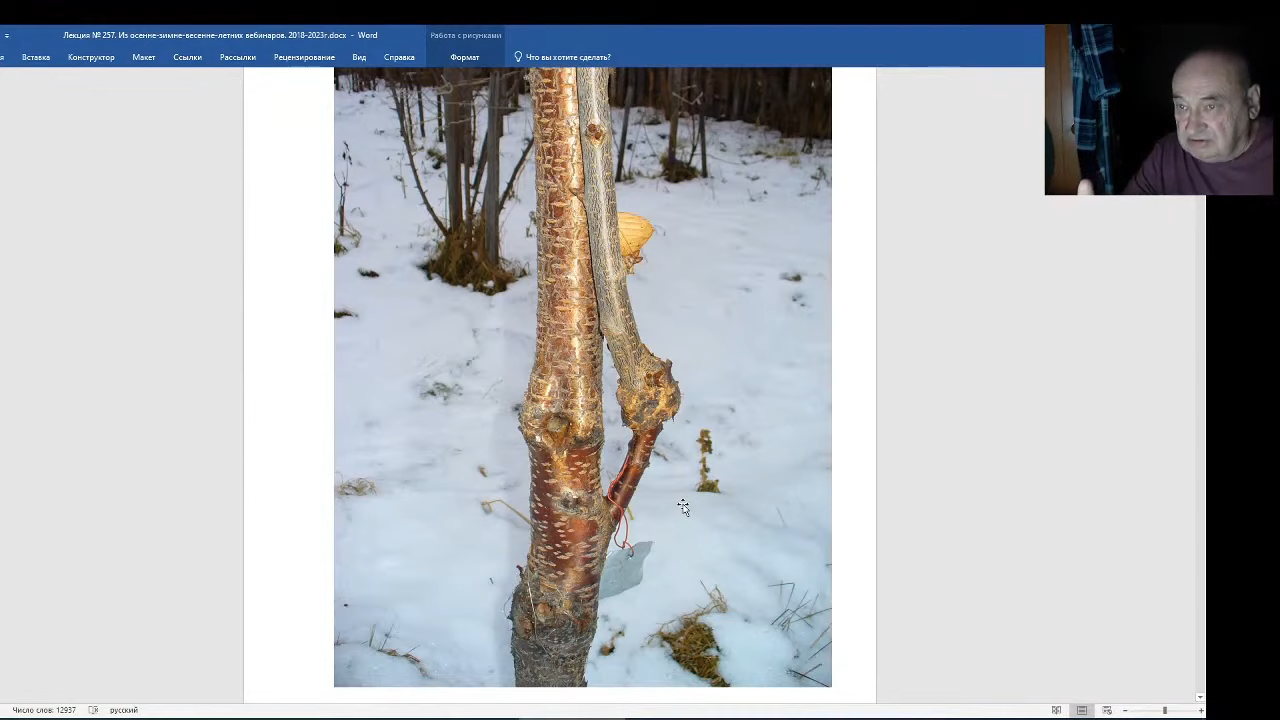 Лекция № 257. Из осенне-зимне-весенне-летних вебинаров. 2018-2023г.docx - Word
Работа с рисунками
Вставка Конструктор Макет Ссылки Рассылки Рецензирование Вид Справка Формат Что вы хотите сделать?
Число слов: 12937 русский